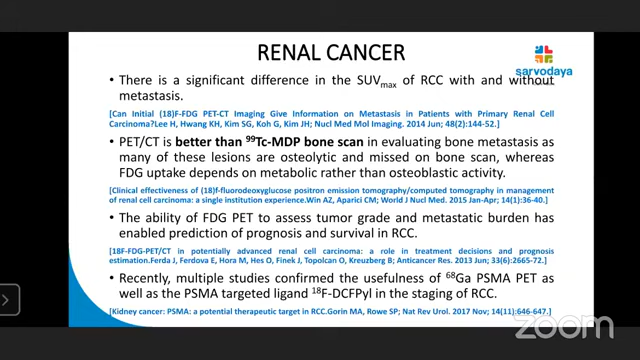 RENAL CANCER
sarvodaya
• There is a significant difference in the SUVmax of RCC with and without
metastasis.
[Can Initial (18)F-FDG PET-CT Imaging Give Information on Metastasis in Patients with Primary Renal Cell
Carcinoma?Lee H, Hwang KH, Kim SG, Koh G, Kim JH; Nucl Med Mol Imaging. 2014 Jun; 48(2):144-52.]
• PET/CT is better than 99Tc-MDP bone scan in evaluating bone metastasis as
many of these lesions are osteolytic and missed on bone scan, whereas
FDG uptake depends on metabolic rather than osteoblastic activity.
[Clinical effectiveness of (18)f-fluorodeoxyglucose positron emission tomography/computed tomography in management
of renal cell carcinoma: a single institution experience.Win AZ, Aparici CM; World J Nucl Med. 2015 Jan-Apr; 14(1):36-40.]
• The ability of FDG PET to assess tumor grade and metastatic burden has
enabled prediction of prognosis and survival in RCC.
[18F-FDG-PET/CT in potentially advanced renal cell carcinoma: a role in treatment decisions and prognosis
estimation.Ferda J, Ferdova E, Hora M, Hes O, Finek J, Topolcan O, Kreuzberg B; Anticancer Res. 2013 Jun; 33(6):2665-72.]
• Recently, multiple studies confirmed the usefulness of 68Ga PSMA PET as
well as the PSMA targeted ligand 18F-DCFPyl in the staging of RCC.
[Kidney cancer: PSMA: a potential therapeutic target in RCC.Gorin MA, Rowe SP; Nat Rev Urol. 2017 Nov; 14(11):646-647.]
zoom